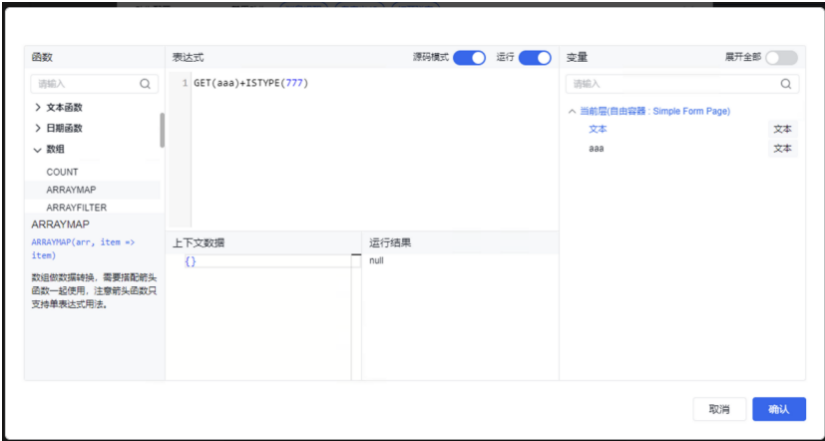 函数
请输入
文本函数
日期函数
数组
COUNT
ARRAYMAP
ARRAYFILTER
ARRAYMAP
ARRAYMAP(arr, item =>
item)
数组做数据转换，需要搭配箭头
函数一起使用，注意箭头函数只
支持单表达式用法。
表达式 源码模式 运行
1 GET(aaa)+ISTYPE(777)
上下文数据
{}
运行结果
null
变量 展开全部
请输入
当前层(自由容器 : Simple Form Page)
文本 文本
aaa 文本
取消 确认